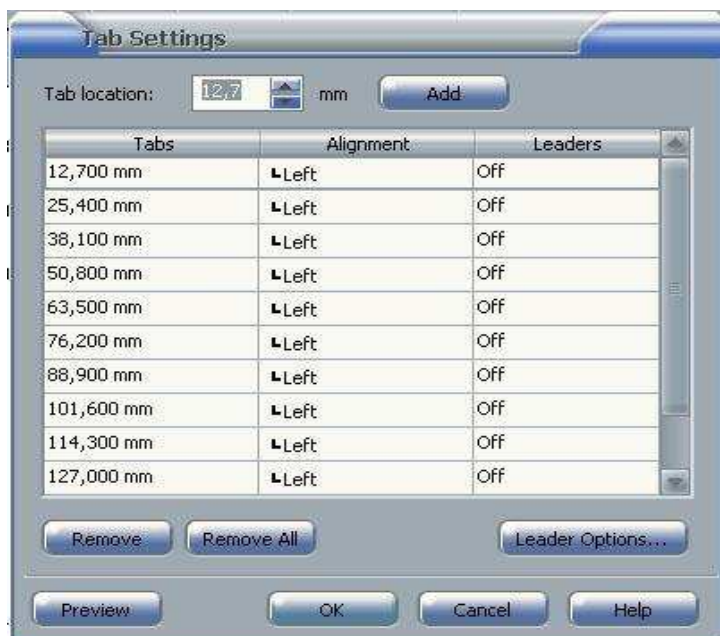 Tab Settings
Tab location: 12,7 mm Add
Tabs Alignment Leaders
12,700 mm Left Off
25,400 mm Left Off
38,100 mm Left Off
50,800 mm Left Off
63,500 mm Left Off
76,200 mm Left Off
88,900 mm Left Off
101,600 mm Left Off
114,300 mm Left Off
127,000 mm Left Off
Remove Remove All Leader Options...
Preview OK Cancel Help